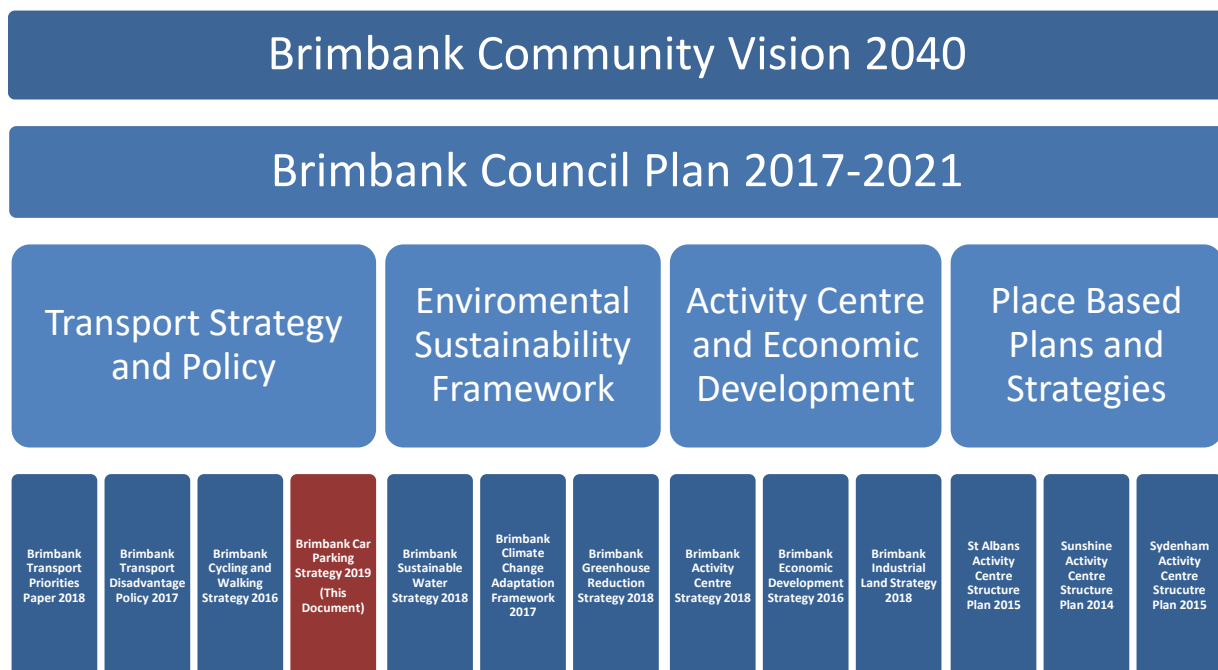 Brimbank Community Vision 2040
Brimbank Council Plan 2017-2021
Transport Strategy
and Policy
Enviromental
Sustainability
Framework
Activity Centre
and Economic
Development
Place Based
Plans and
Strategies
Brimbank
Transport
Priorities
Paper 2018
Brimbank
Transport
Disadvantage
Policy 2017
Brimbank
Cycling and
Walking
Strategy 2016
Brimbank Car
Parking
Strategy 2019
(This
Document)
Brimbank
Sustainable
Water
Strategy 2018
Brimbank
Climate
Change
Adaptation
Framework
2017
Brimbank
Greenhouse
Reduction
Strategy 2018
Brimbank
Activity
Centre
Strategy 2018
Brimbank
Economic
Development
Strategy 2016
Brimbank
Industrial
Land Strategy
2018
St Albans
Activity
Centre
Structure
Plan 2015
Sunshine
Activity
Centre
Structure
Plan 2014
Sydenham
Activity
Centre
Strucutre
Plan 2015